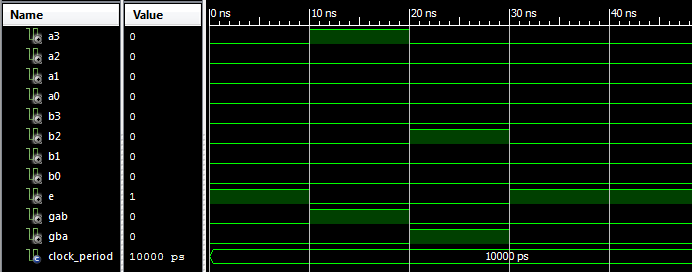 Name Value 0 ns 10 ns 20 ns 30 ns 40 ns
a3 0
a2 0
a1 0
a0 0
b3 0
b2 0
b1 0
b0 0
e 1
gab 0
gba 0
clock_period 10000 ps 10000 ps